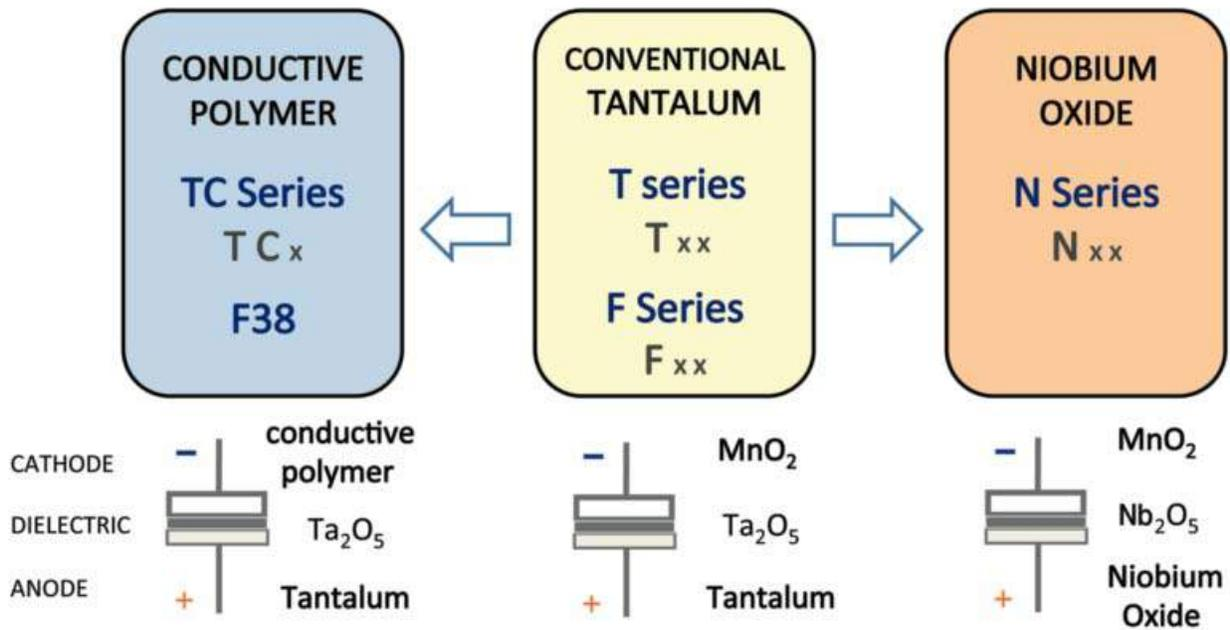 CONDUCTIVE
POLYMER
TC Series
T C x
F38
CONVENTIONAL
TANTALUM
T series
T x x
F Series
F x x
NIOBIUM
OXIDE
N Series
N x x
CATHODE
DIELECTRIC
ANODE
−
conductive
polymer
Ta₂O₅
+
Tantalum
−
MnO₂
Ta₂O₅
+
Tantalum
−
MnO₂
Nb₂O₅
+
Niobium
Oxide